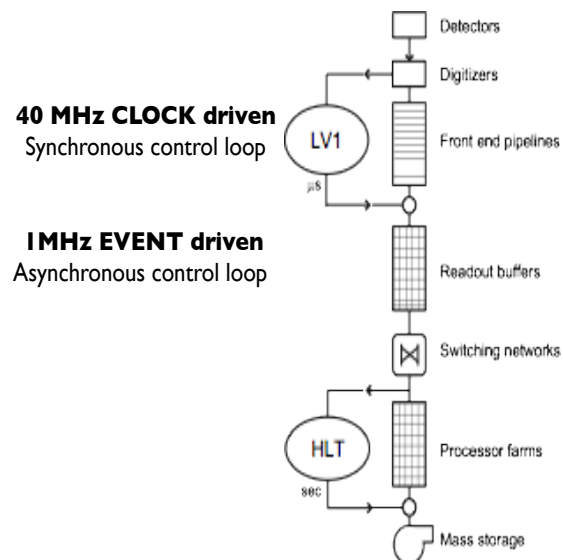 Detectors
Digitizers
40 MHz CLOCK driven
Synchronous control loop
LV1
Front end pipelines
µs
1MHz EVENT driven
Asynchronous control loop
Readout buffers
Switching networks
HLT
Processor farms
sec
Mass storage